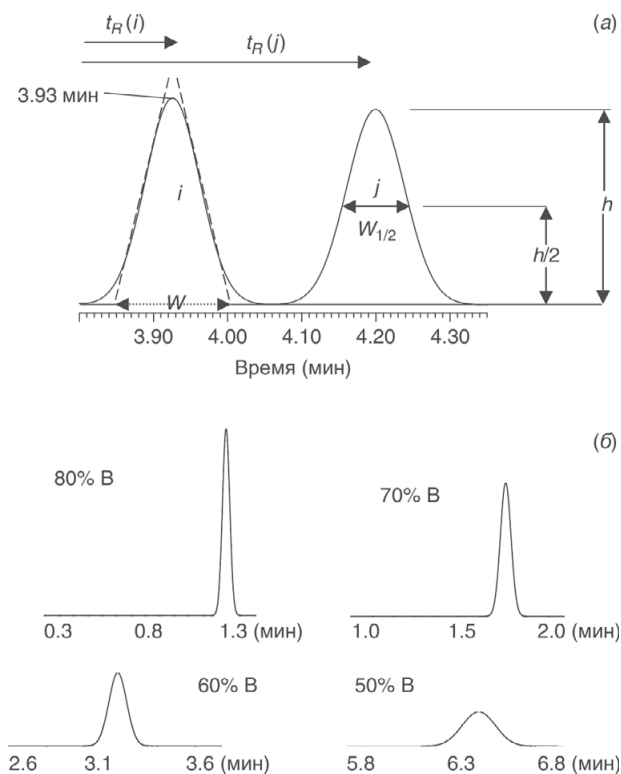 t_R(i)
(а)
t_R(j)
3.93 мин
i
j
W_{1/2}
h
h/2
W
3.90 4.00 4.10 4.20 4.30
Время (мин)
(б)
80% B
70% B
0.3 0.8 1.3 (мин)
1.0 1.5 2.0 (мин)
60% B
50% B
2.6 3.1 3.6 (мин)
5.8 6.3 6.8 (мин)